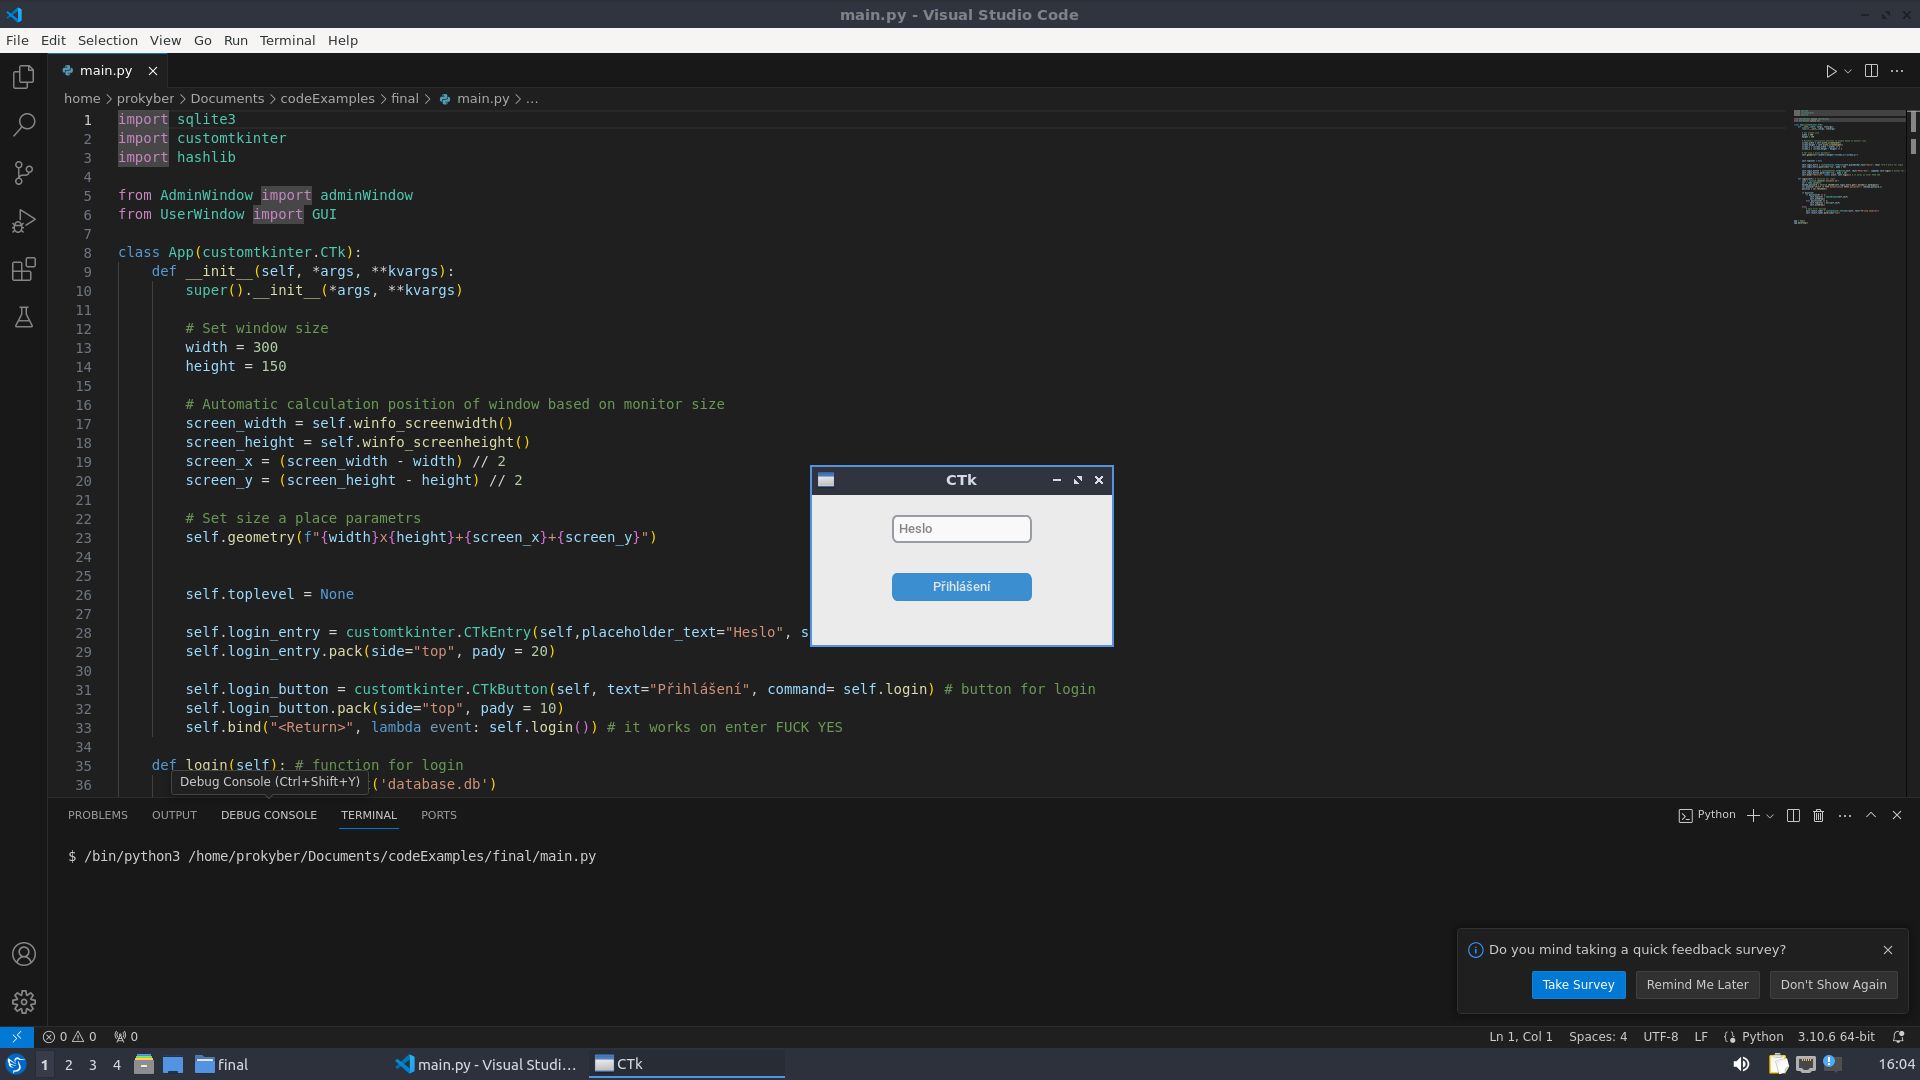 main.py - Visual Studio Code
File Edit Selection View Go Run Terminal Help
main.py
home > prokyber > Documents > codeExamples > final > main.py > ...
1 import sqlite3
2 import customtkinter
3 import hashlib
4
5 from AdminWindow import adminWindow
6 from UserWindow import GUI
7
8 class App(customtkinter.CTk):
9 def __init__(self, *args, **kvargs):
10 super().__init__(*args, **kvargs)
11
12 # Set window size
13 width = 300
14 height = 150
15
16 # Automatic calculation position of window based on monitor size
17 screen_width = self.winfo_screenwidth()
18 screen_height = self.winfo_screenheight()
19 screen_x = (screen_width - width) // 2
20 screen_y = (screen_height - height) // 2
21
22 # Set size a place parametrs
23 self.geometry(f"{width}x{height}+{screen_x}+{screen_y}")
24
25
26 self.toplevel = None
27
28 self.login_entry = customtkinter.CTkEntry(self,placeholder_text="Heslo", s
29 self.login_entry.pack(side="top", pady = 20)
30
31 self.login_button = customtkinter.CTkButton(self, text="Přihlášení", command= self.login) # button for login
32 self.login_button.pack(side="top", pady = 10)
33 self.bind("<Return>", lambda event: self.login()) # it works on enter FUCK YES
34
35 def login(self): # function for login
36 ('database.db')
Debug Console (Ctrl+Shift+Y)
CTk
Heslo
Přihlášení
PROBLEMS OUTPUT DEBUG CONSOLE TERMINAL PORTS
Python
$ /bin/python3 /home/prokyber/Documents/codeExamples/final/main.py
Do you mind taking a quick feedback survey?
Take Survey Remind Me Later Don't Show Again
0 0 0
Ln 1, Col 1 Spaces: 4 UTF-8 LF Python 3.10.6 64-bit
1 2 3 4 final main.py - Visual Studi... CTk 16:04